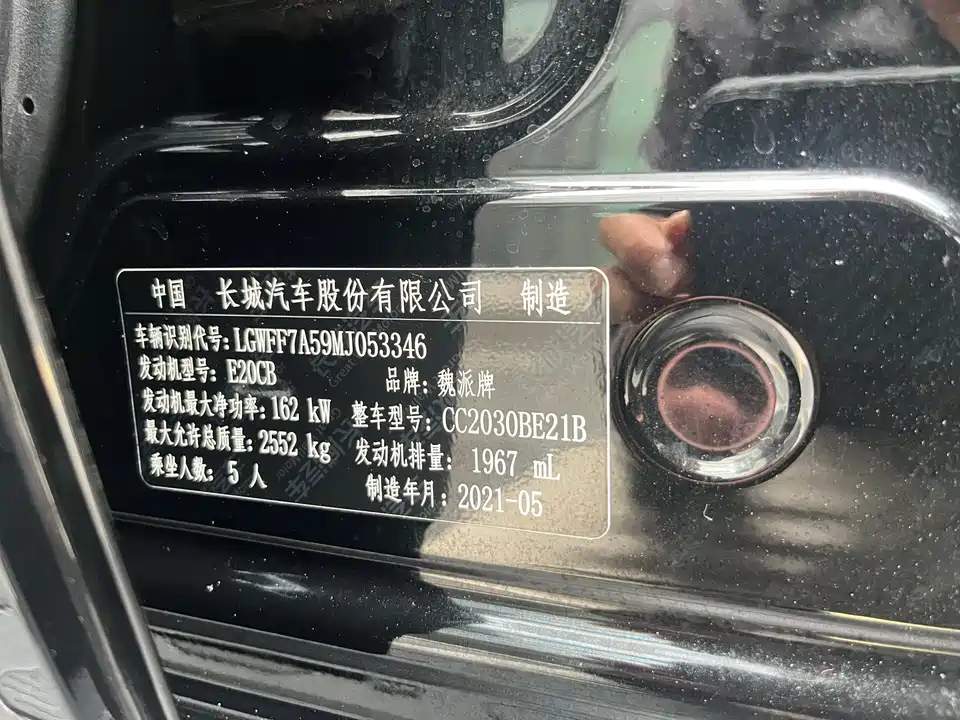 中国 长城汽车股份有限公司 制造
车辆识别代号:LGWFF7A59MJ053346
发动机型号:E20CB 品牌:魏派牌
发动机最大净功率:162 kW 整车型号:CC2030BE21B
最大允许总质量:2552 kg 发动机排量:1967 mL
乘坐人数:5 人 制造年月:2021-05